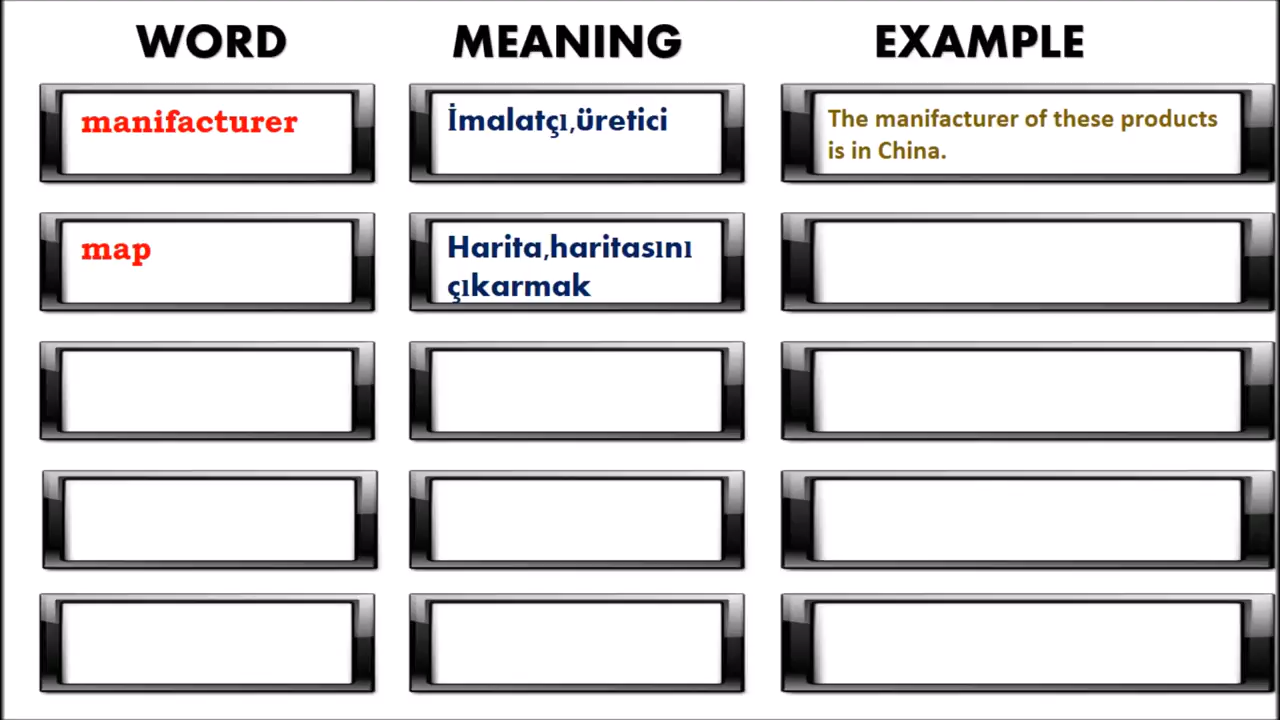 WORD MEANING EXAMPLE
manifacturer
İmalatçı,üretici
The manifacturer of these products
is in China.
map
Harita,haritasını
çıkarmak